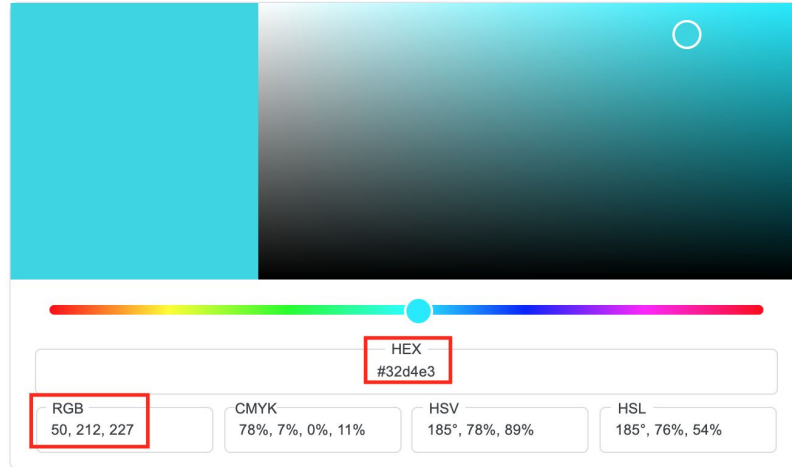 HEX
#32d4e3
RGB
50, 212, 227
CMYK
78%, 7%, 0%, 11%
HSV
185°, 78%, 89%
HSL
185°, 76%, 54%